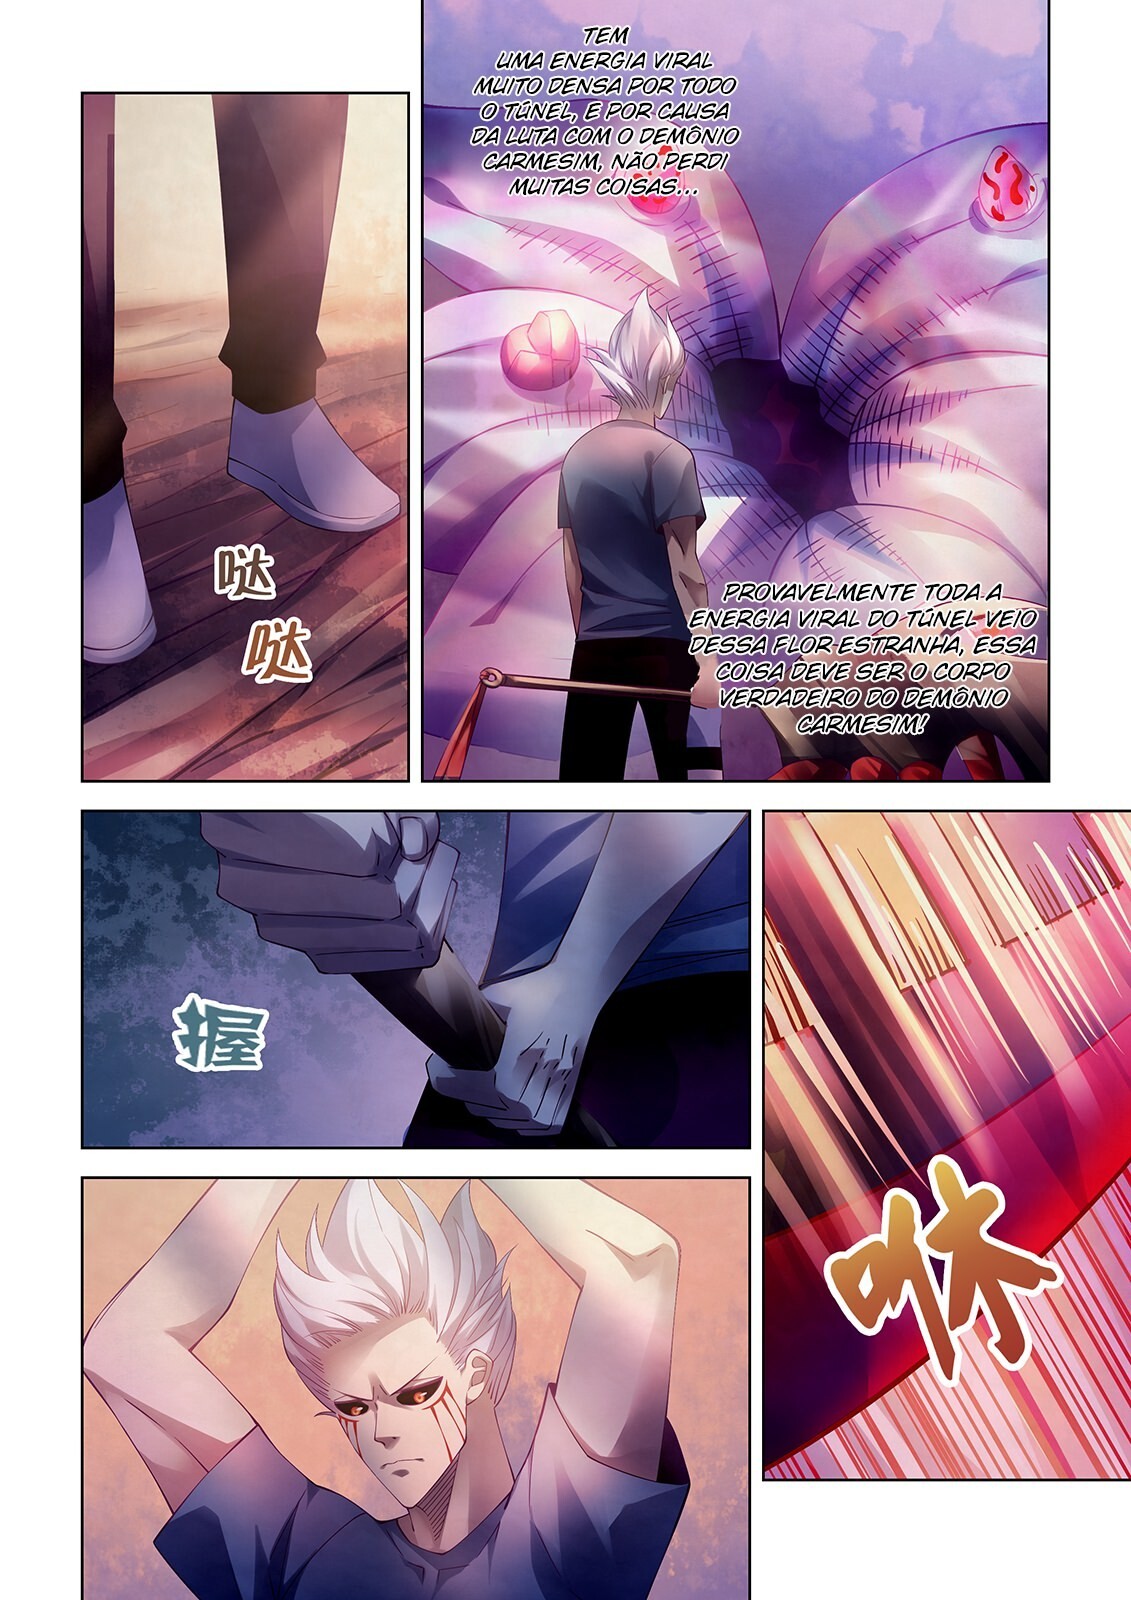 TEM
UMA ENERGIA VIRAL
MUITO DENSA POR TODO
O TÚNEL, E POR CAUSA
DA LUTA COM O DEMÔNIO
CARMESIM, NÃO PERDI
MUITAS COISAS...
哒
哒
PROVAVELMENTE TODA A
ENERGIA VIRAL DO TÚNEL VEIO
DESSA FLOR ESTRANHA, ESSA
COISA DEVE SER O CORPO
VERDADEIRO DO DEMÔNIO
CARMESIM!
握
咻